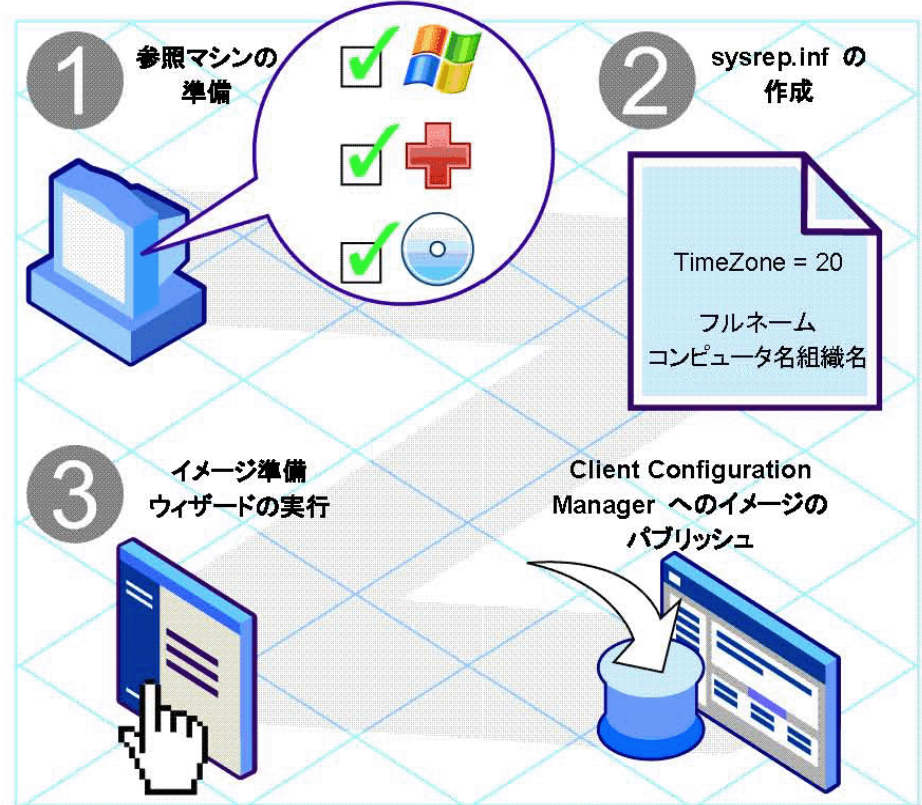 1
参照マシンの
準備
2
sysrep.inf の
作成
TimeZone = 20
フルネーム
コンピュータ名組織名
3
イメージ準備
ウィザードの実行
Client Configuration
Manager へのイメージの
パブリッシュ